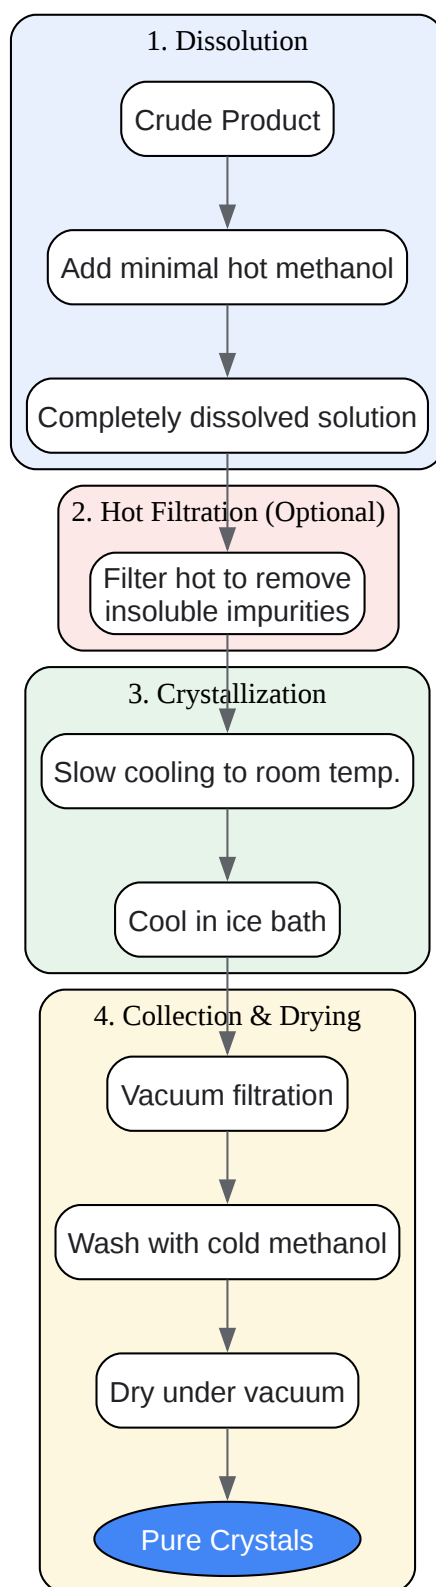 1. Dissolution
Crude Product
Add minimal hot methanol
Completely dissolved solution
2. Hot Filtration (Optional)
Filter hot to remove
insoluble impurities
3. Crystallization
Slow cooling to room temp.
Cool in ice bath
4. Collection & Drying
Vacuum filtration
Wash with cold methanol
Dry under vacuum
Pure Crystals